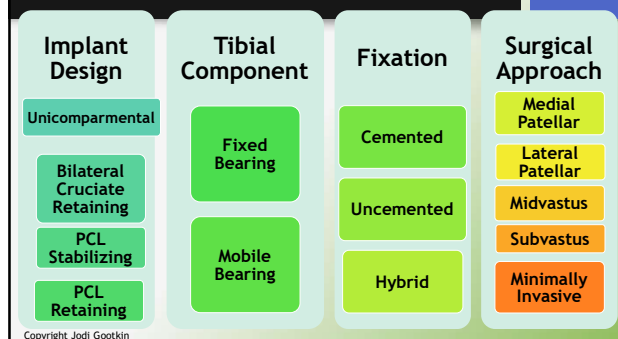 Implant
Design
Unicomparmental
Bilateral
Cruciate
Retaining
PCL
Stabilizing
PCL
Retaining
Tibial
Component
Fixed
Bearing
Mobile
Bearing
Fixation
Cemented
Uncemented
Hybrid
Surgical
Approach
Medial
Patellar
Lateral
Patellar
Midvastus
Subvastus
Minimally
Invasive
Copyright Jodi Gootkin